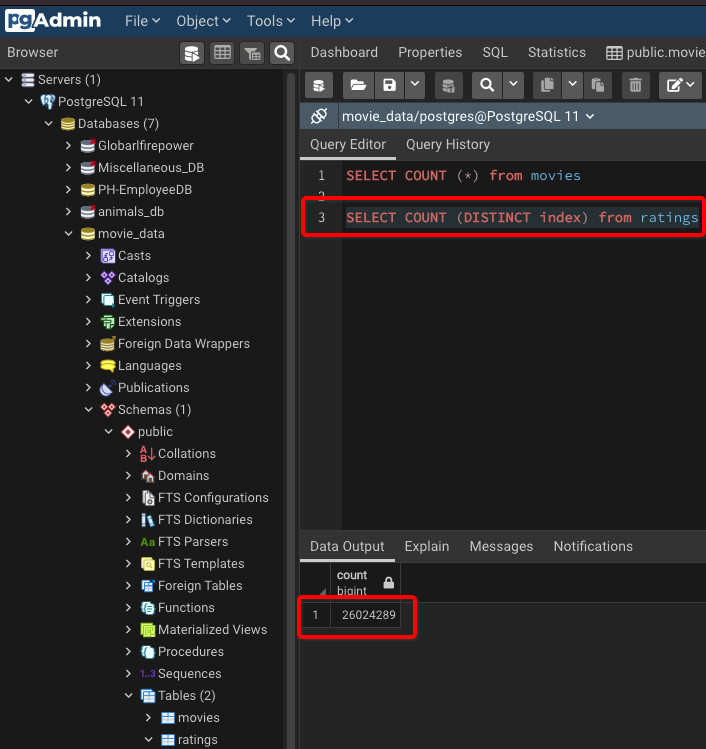 pgAdmin File Object Tools Help
Browser
Dashboard Properties SQL Statistics public.movie
Servers (1)
PostgreSQL 11
Databases (7)
Globarlfirepower
Miscellaneous_DB
PH-EmployeeDB
animals_db
movie_data
Casts
Catalogs
Event Triggers
Extensions
Foreign Data Wrappers
Languages
Publications
Schemas (1)
public
Collations
Domains
FTS Configurations
FTS Dictionaries
Aa FTS Parsers
FTS Templates
Foreign Tables
Functions
Materialized Views
Procedures
1..3 Sequences
Tables (2)
movies
ratings
movie_data/postgres@PostgreSQL 11
Query Editor Query History
1 SELECT COUNT (*) from movies
2
3 SELECT COUNT (DISTINCT index) from ratings
Data Output Explain Messages Notifications
count
bigint
1 26024289